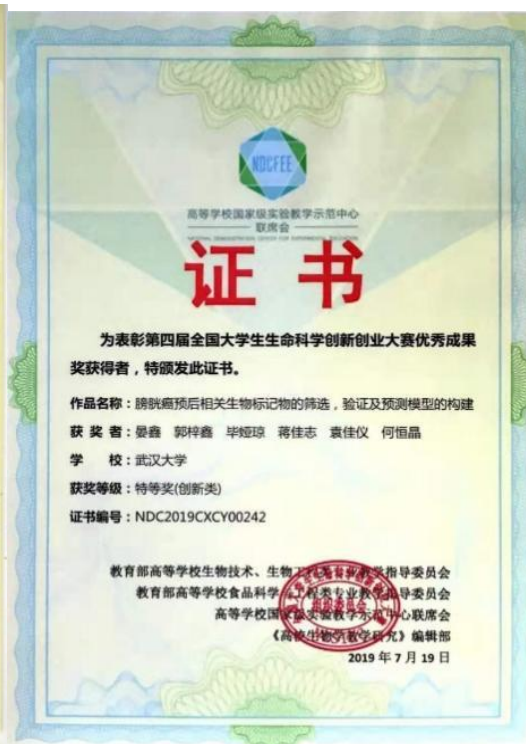 NDCFEE
高等学校国家级实验教学示范中心
联席会
证书
为表彰第四届全国大学生生命科学创新创业大赛优秀成果
奖获得者，特颁发此证书。
作品名称：膀胱癌预后相关生物标记物的筛选，验证及预测模型的构建
获奖者：晏鑫 郭梓鑫 毕娅琼 蒋佳志 袁佳仪 何恒晶
学校：武汉大学
获奖等级：特等奖(创新类)
证书编号：NDC2019CXCY00242
教育部高等学校生物技术、生物工程类专业教学指导委员会
教育部高等学校食品科学与工程类专业教学指导委员会
高等学校国家级实验教学示范中心联席会
《高校生物学教学研究》编辑部
2019 年 7 月 19 日
组织委员会